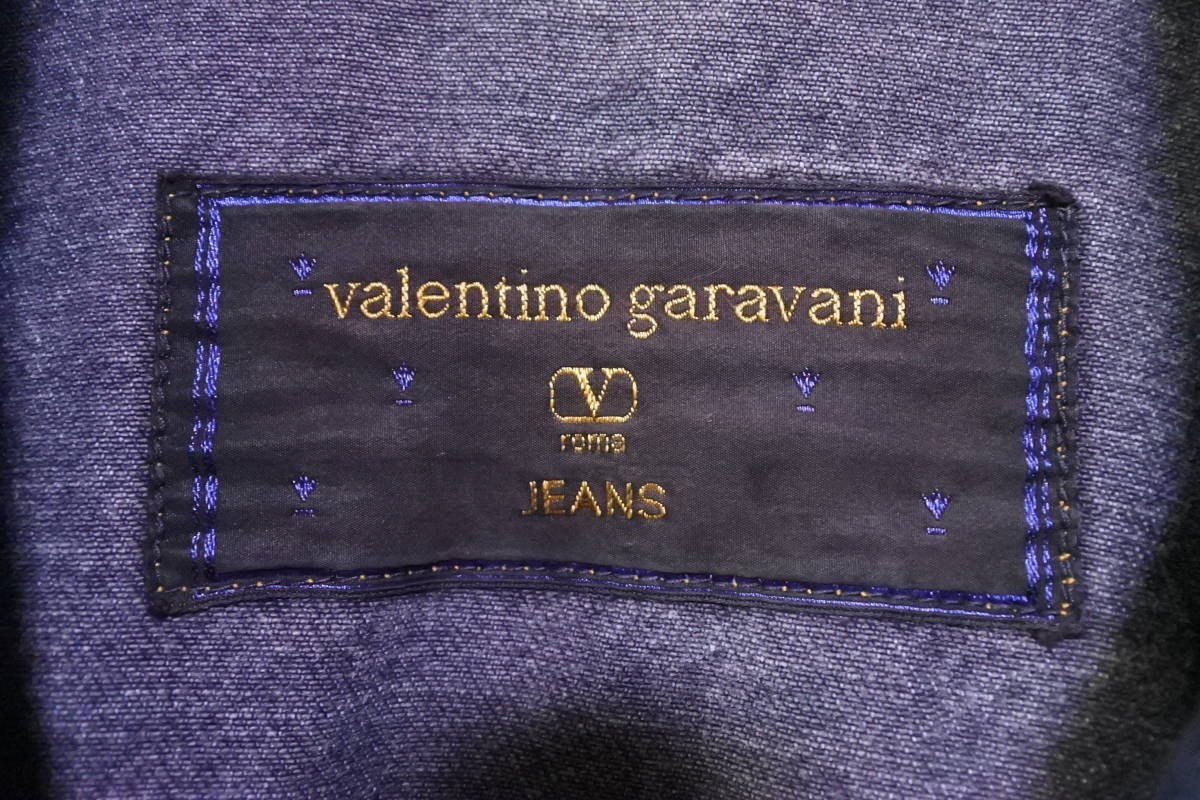 valentino garavani
V
roma
JEANS